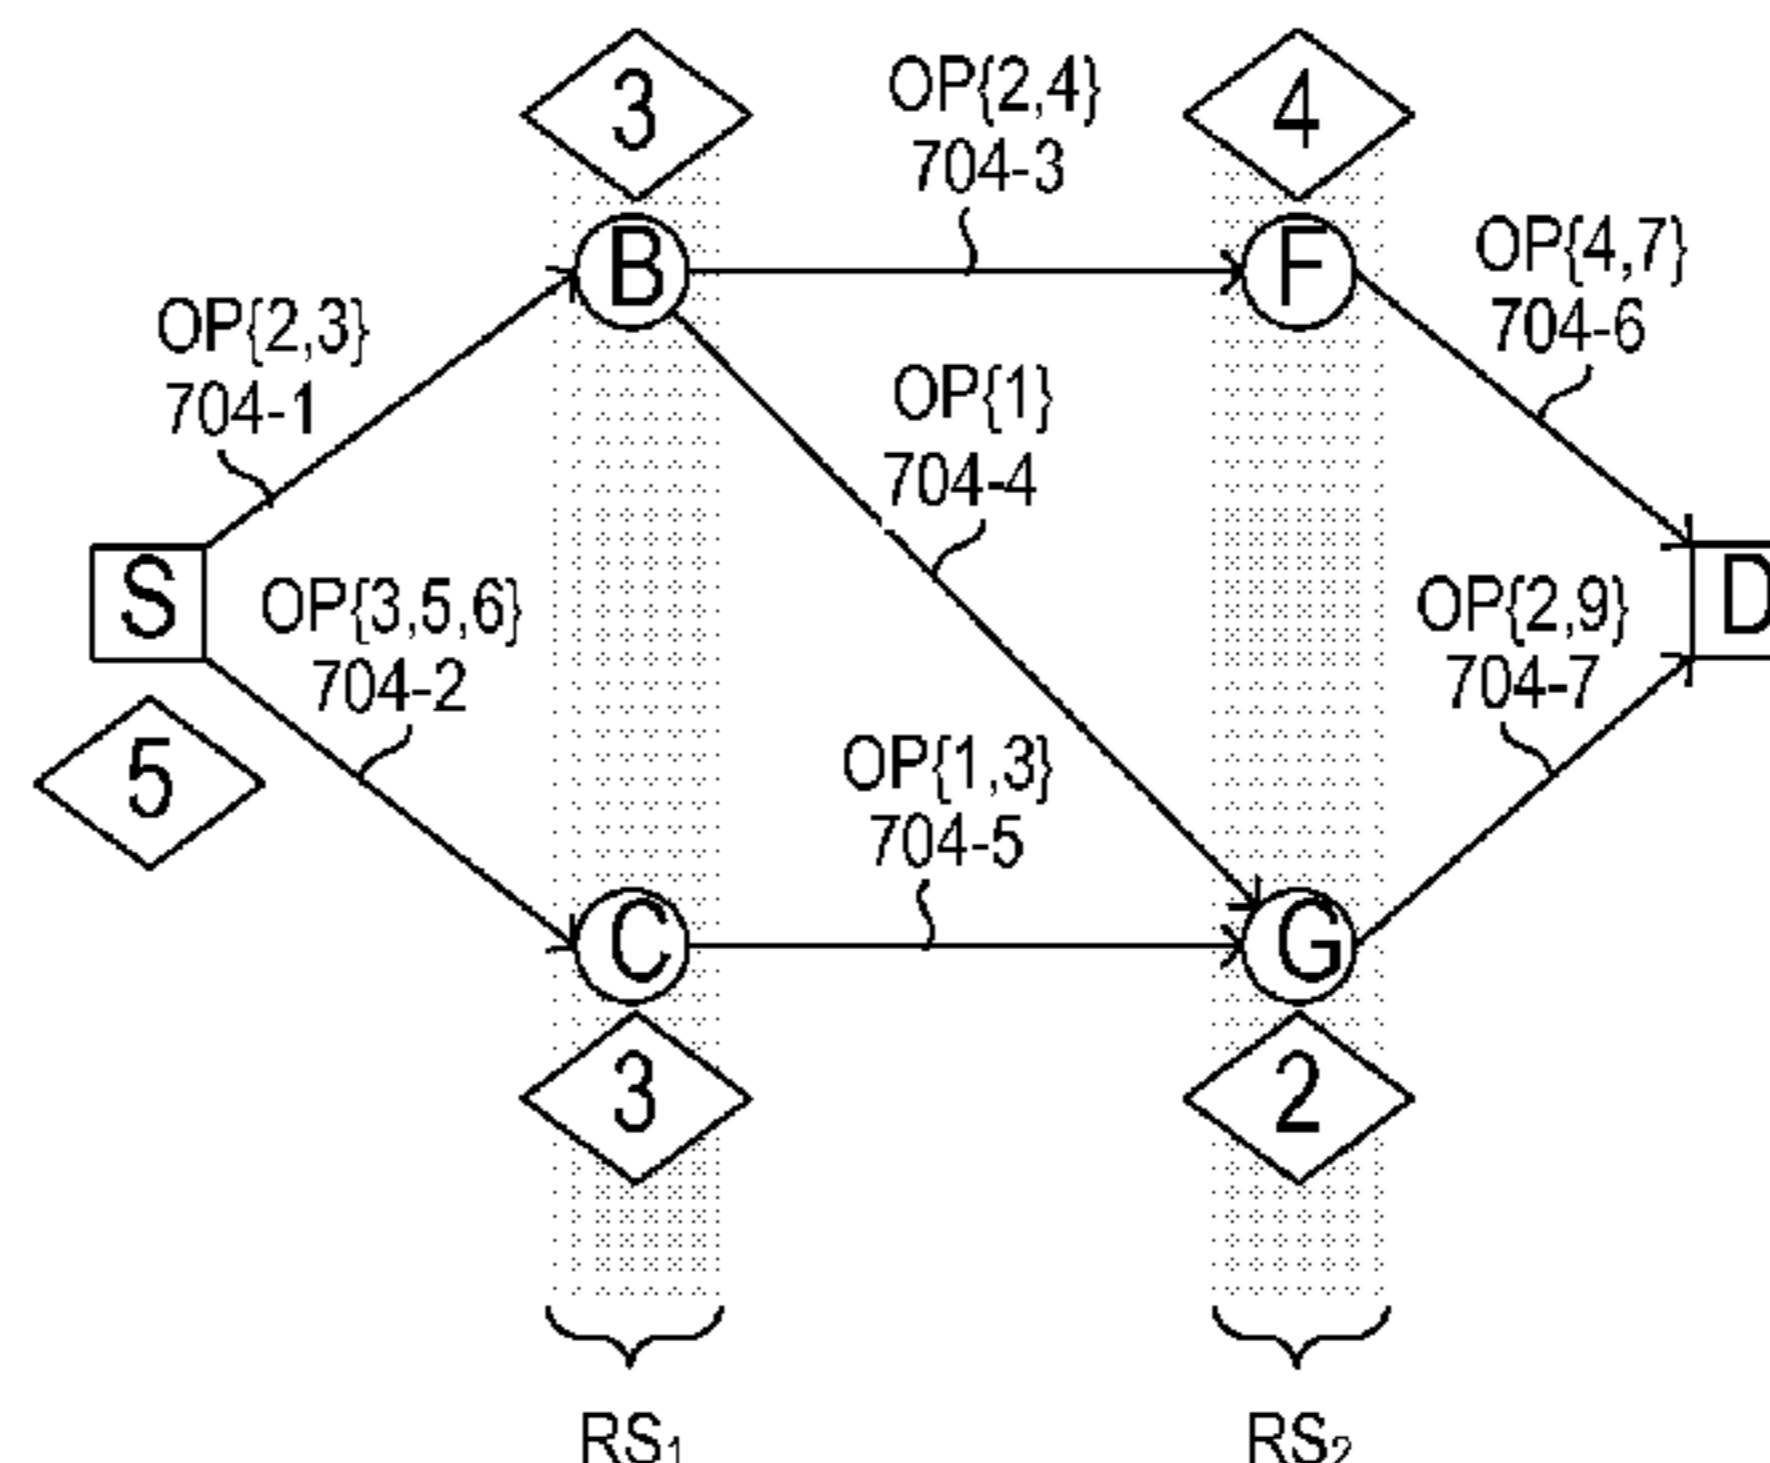 3
OP{2,4}
704-3
4
B
F
OP{4,7}
704-6
OP{2,3}
704-1
OP{1}
704-4
S
OP{3,5,6}
704-2
OP{2,9}
704-7
D
5
OP{1,3}
704-5
C
G
3
2
RS₁
RS₂